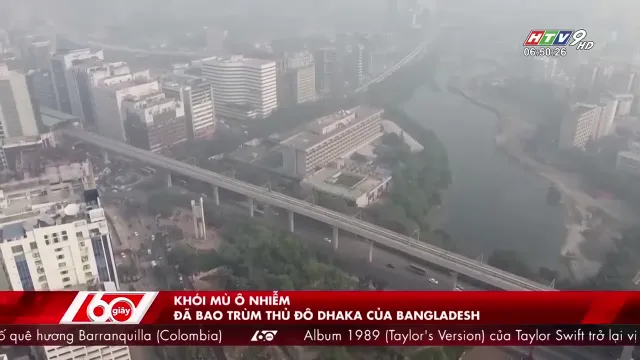 HTV9 HD
06:50:26
60 giây
KHÓI MÙ Ô NHIỄM
ĐÃ BAO TRÙM THỦ ĐÔ DHAKA CỦA BANGLADESH
ố quê hương Barranquilla (Colombia) 60 Album 1989 (Taylor's Version) của Taylor Swift trở lại vị